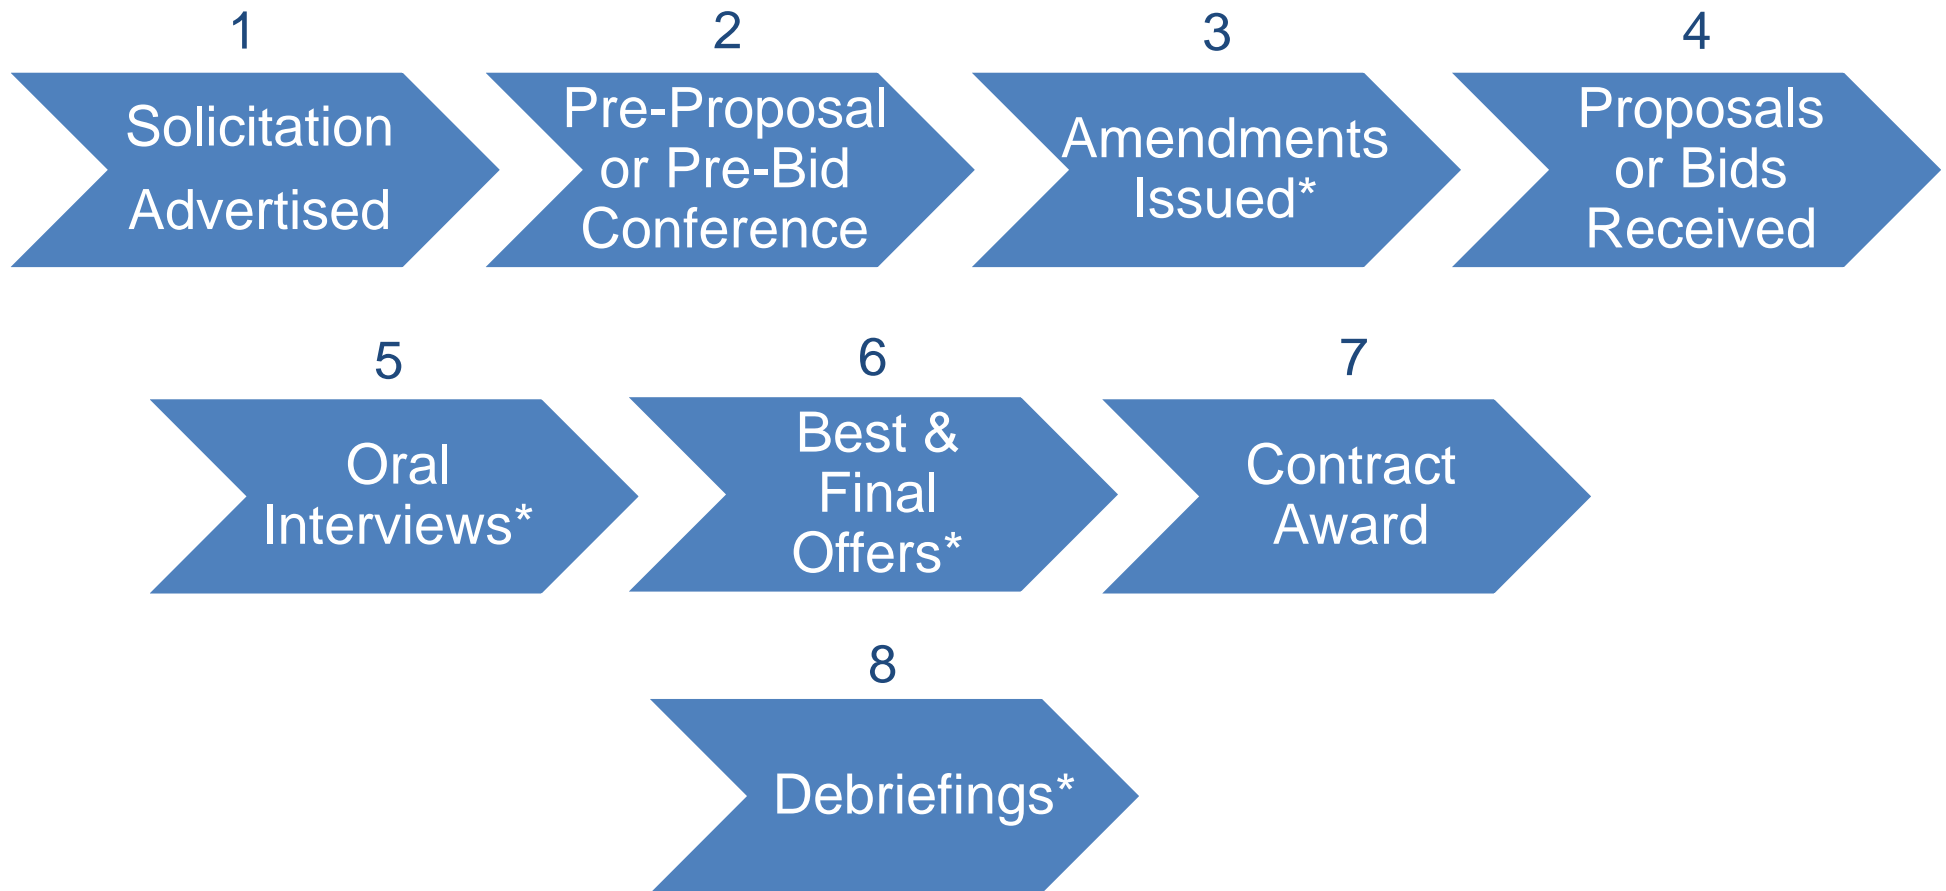 1
Solicitation
Advertised
2
Pre-Proposal
or Pre-Bid
Conference
3
Amendments
Issued*
4
Proposals
or Bids
Received
5
Oral
Interviews*
6
Best &
Final
Offers*
7
Contract
Award
8
Debriefings*